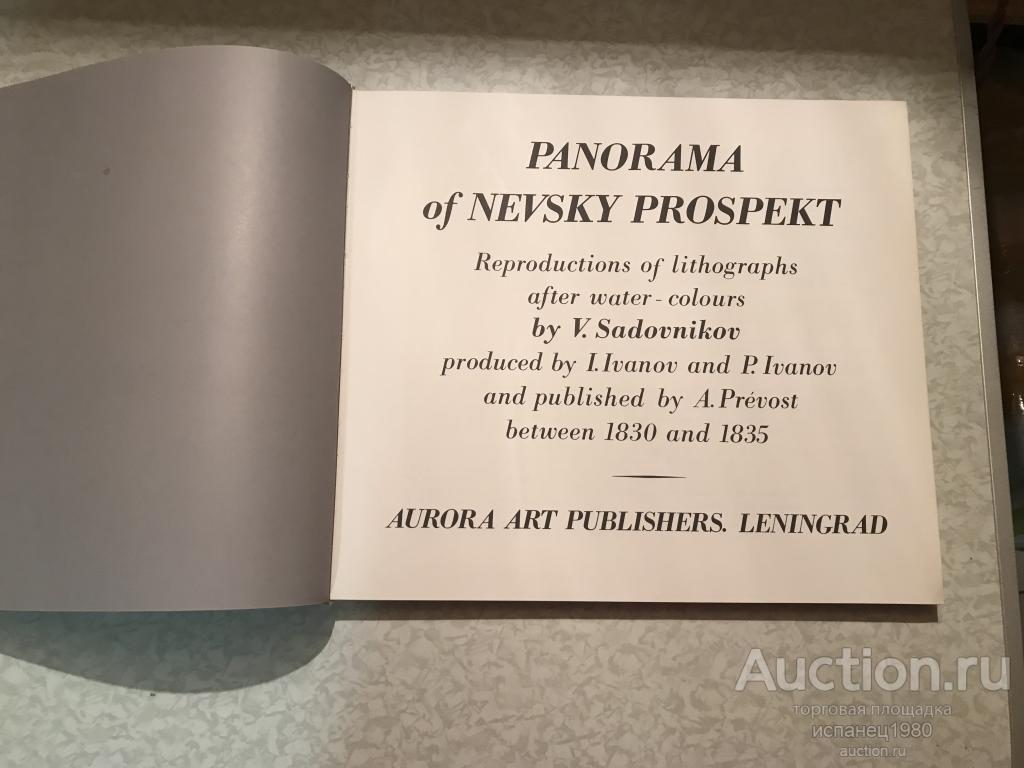 PANORAMA
of NEVSKY PROSPEKT
Reproductions of lithographs
after water-colours
by V. Sadovnikov
produced by I. Ivanov and P. Ivanov
and published by A. Prévost
between 1830 and 1835
AURORA ART PUBLISHERS. LENINGRAD
Auction.ru
торговая площадка
испанец1980
auction.ru